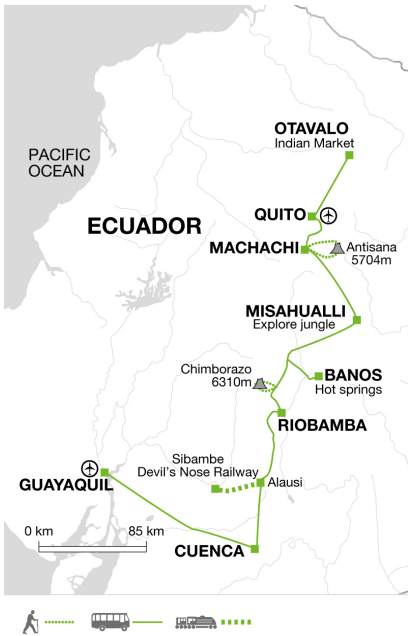 OTAVALO
Indian Market
PACIFIC
OCEAN
QUITO
ECUADOR
MACHACHI
Antisana
5704m
MISAHUALLI
Explore jungle
Chimborazo
6310m
BANOS
Hot springs
RIOBAMBA
Sibambe
Devil's Nose Railway
Alausi
GUAYAQUIL
0 km
85 km
CUENCA